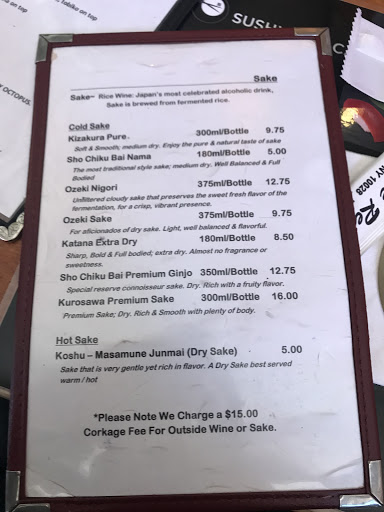 tobiko on top
on top
OCTOPUS,
SUSHI
C
NY 10028
Sake
Sake~ Rice Wine: Japan's most celebrated alcoholic drink,
Sake is brewed from fermented rice.
Cold Sake
Kizakura Pure. 300ml/Bottle 9.75
Soft & Smooth; medium dry. Enjoy the pure & natural taste of sake
Sho Chiku Bai Nama 180ml/Bottle 5.00
The most traditional style sake; medium dry. Well Balanced & Full
Bodied
Ozeki Nigori 375ml/Bottle 12.75
Unfiltered cloudy sake that preserves the sweet fresh flavor of the
fermentation, for a crisp, vibrant presence.
Ozeki Sake 375ml/Bottle 9.75
For aficionados of dry sake. Light, well balanced & flavorful.
Katana Extra Dry 180ml/Bottle 8.50
Sharp, Bold & Full bodied; extra dry. Almost no fragrance or
sweetness.
Sho Chiku Bai Premium Ginjo 350ml/Bottle 12.75
Special reserve connoisseur sake. Dry. Rich with a fruity flavor.
Kurosawa Premium Sake 300ml/Bottle 16.00
Premium Sake; Dry. Rich & Smooth with plenty of body.
Hot Sake
Koshu – Masamune Junmai (Dry Sake) 5.00
Sake that is very gentle yet rich in flavor. A Dry Sake best served
warm / hot
*Please Note We Charge a $15.00
Corkage Fee For Outside Wine or Sake.